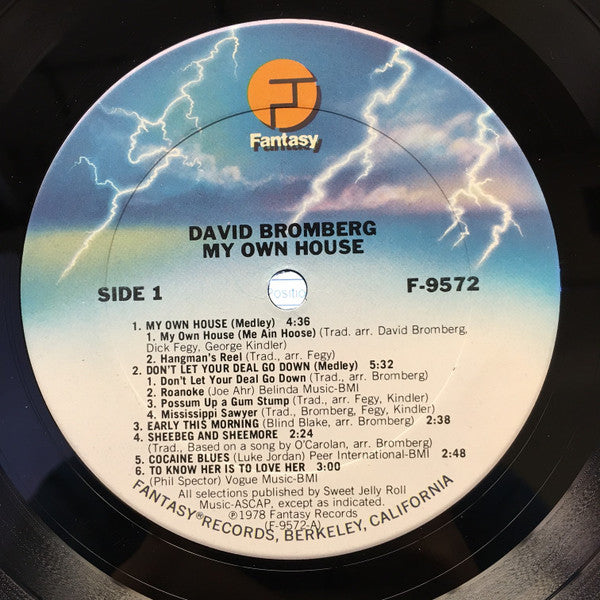 Fantasy
DAVID BROMBERG
MY OWN HOUSE
SIDE 1
F-9572
1. MY OWN HOUSE (Medley) 4:36
1. My Own House (Me Ain Hoose) (Trad. arr. David Bromberg,
Dick Fegy, George Kindler)
2. Hangman's Reel (Trad., arr. Fegy)
2. DON'T LET YOUR DEAL GO DOWN (Medley) 5:32
1. Don't Let Your Deal Go Down (Trad., arr. Bromberg)
2. Roanoke (Joe Ahr) Belinda Music-BMI
3. Possum Up a Gum Stump (Trad., arr. Fegy, Kindler)
4. Mississippi Sawyer (Trad., Bromberg, Fegy, Kindler)
3. EARLY THIS MORNING (Blind Blake, arr. Bromberg) 2:38
4. SHEEBEG AND SHEEMORE 2:24
(Trad., Based on a song by O'Carolan, arr. Bromberg)
5. COCAINE BLUES (Luke Jordan) Peer International-BMI 2:48
6. TO KNOW HER IS TO LOVE HER 3:00
(Phil Spector) Vogue Music-BMI
All selections published by Sweet Jelly Roll
Music-ASCAP, except as indicated.
℗1978 Fantasy Records
(F-9572-A)
FANTASY® RECORDS, BERKELEY, CALIFORNIA